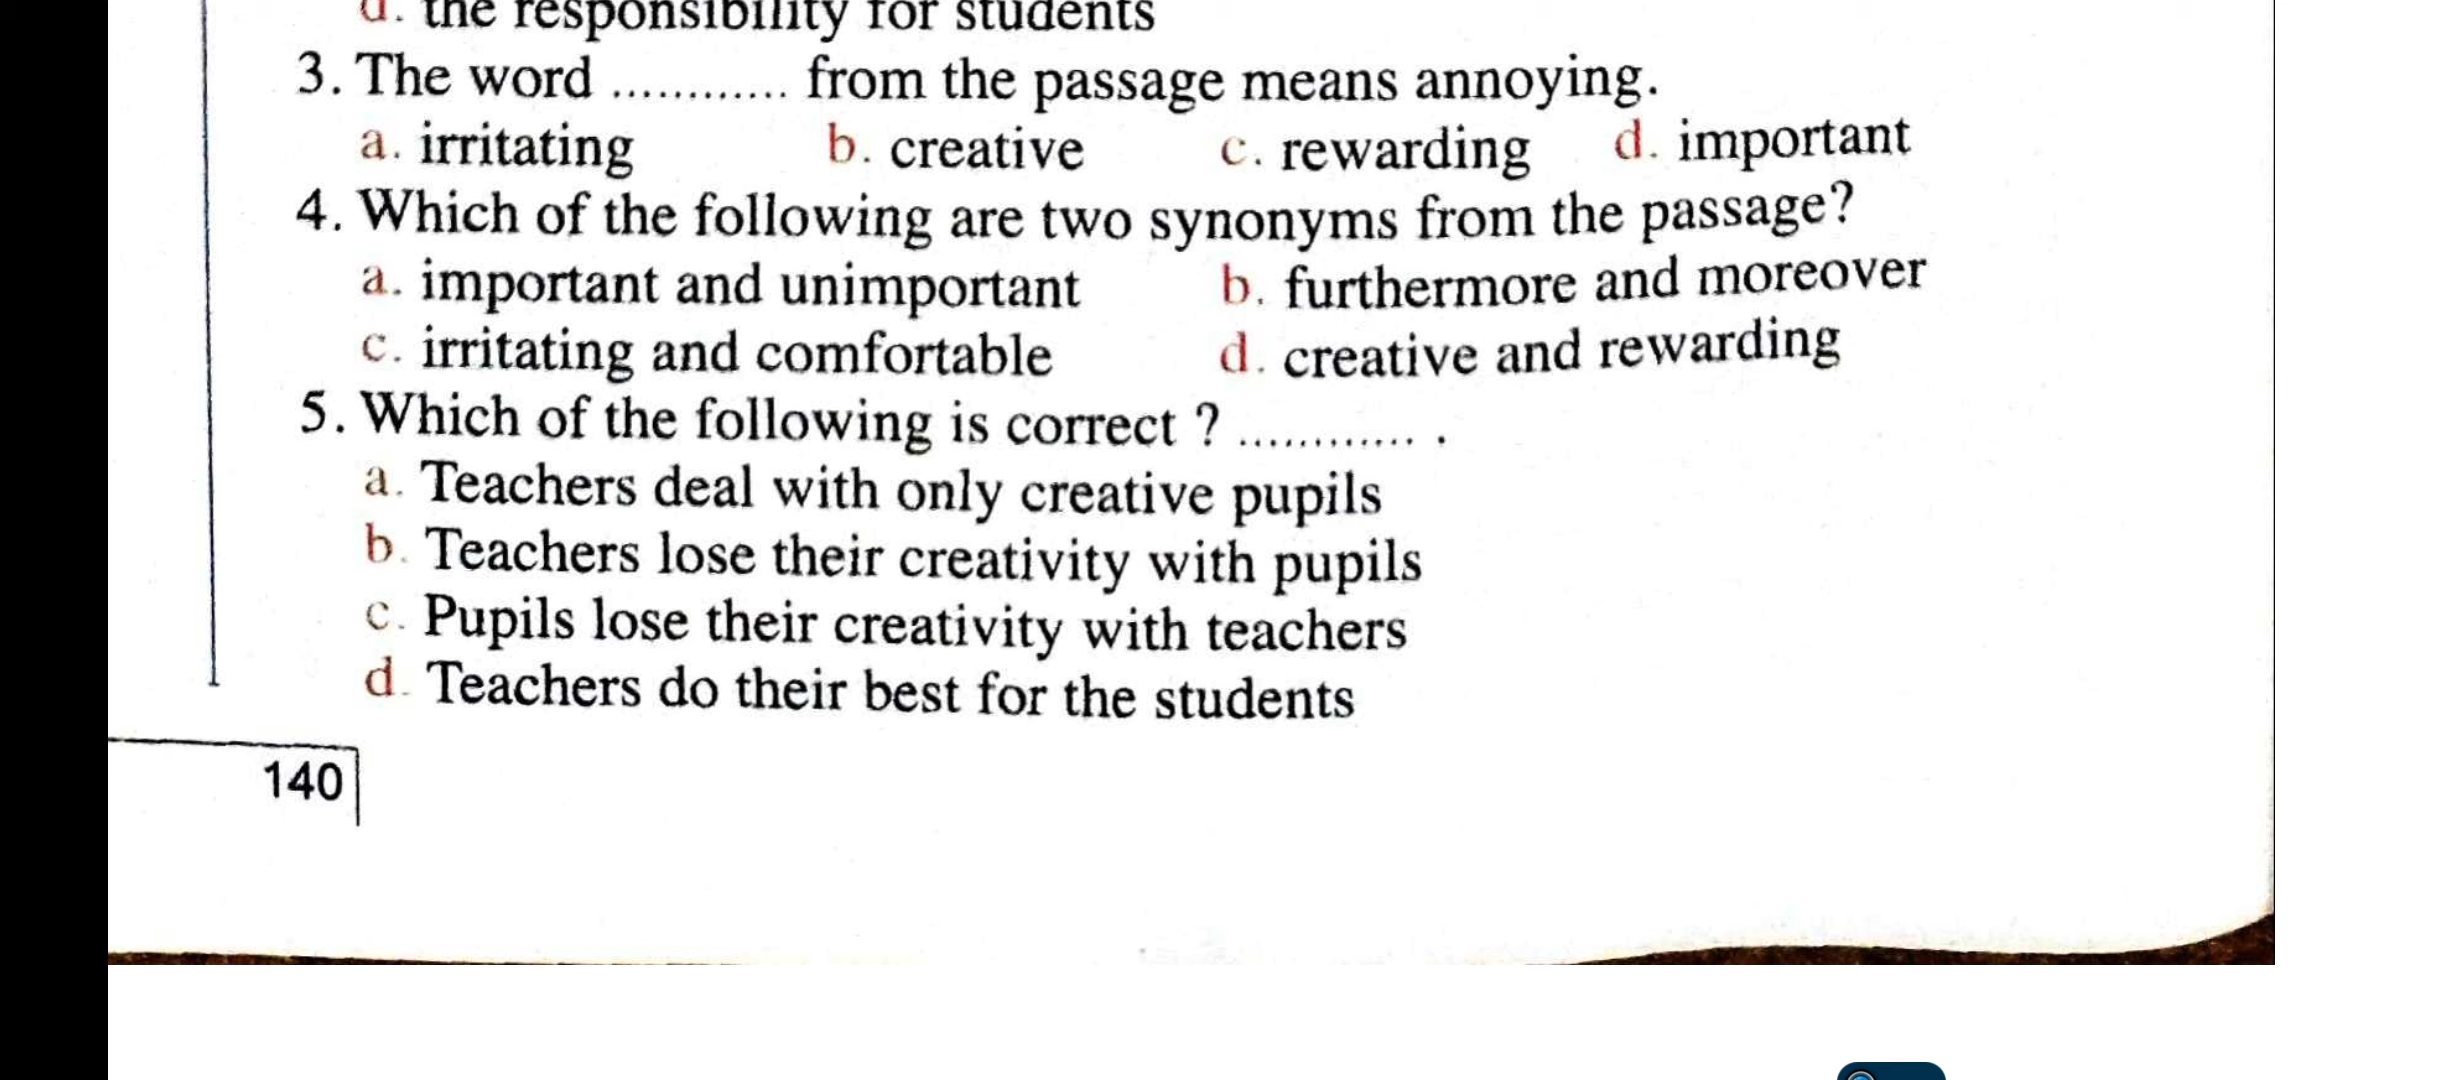 d. the responsibility for students
3. The word ............ from the passage means annoying.
a. irritating b. creative c. rewarding d. important
4. Which of the following are two synonyms from the passage?
a. important and unimportant b. furthermore and moreover
c. irritating and comfortable d. creative and rewarding
5. Which of the following is correct ? ............ .
a. Teachers deal with only creative pupils
b. Teachers lose their creativity with pupils
c. Pupils lose their creativity with teachers
d. Teachers do their best for the students
140